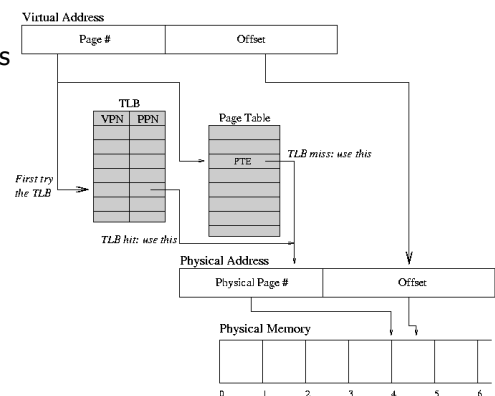 Virtual Address
Page # Offset
s
TLB
VPN PPN
Page Table
PTE
TLB miss: use this
First try
the TLB
TLB hit: use this
Physical Address
Physical Page # Offset
Physical Memory
0 1 2 3 4 5 6